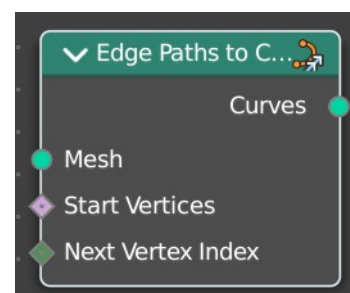 Edge Paths to C...
Curves
Mesh
Start Vertices
Next Vertex Index